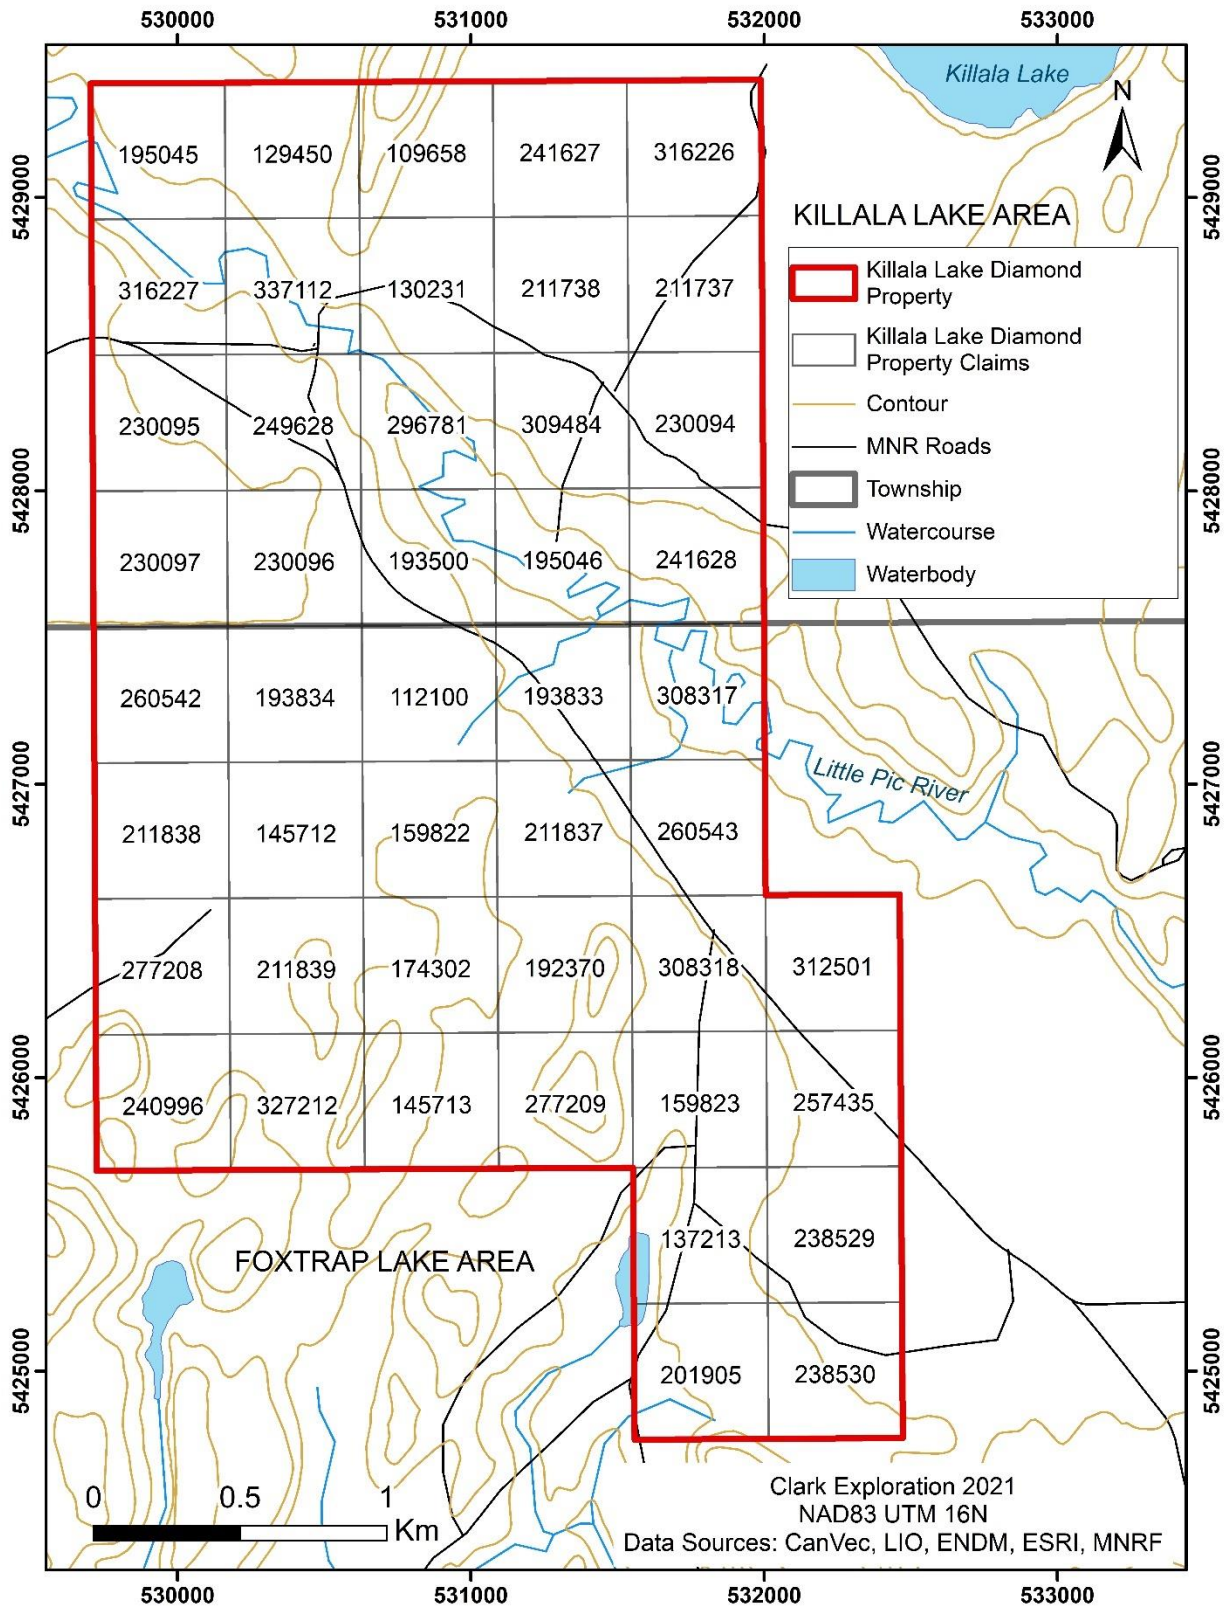 530000 531000 532000 533000
Killala Lake
N
195045 129450 109658 241627 316226
5429000 5429000
KILLALA LAKE AREA
Killala Lake Diamond
Property
316227 337112 130231 211738 211737
Killala Lake Diamond
Property Claims
Contour
230095 249628 296781 309484 230094
MNR Roads
5428000 5428000
Township
Watercourse
230097 230096 193500 195046 241628
Waterbody
260542 193834 112100 193833 308317
5427000 5427000
Little Pic River
211838 145712 159822 211837 260543
277208 211839 174302 192370 308318 312501
5426000 5426000
240996 327212 145713 277209 159823 257435
137213 238529
FOXTRAP LAKE AREA
5425000 5425000
201905 238530
0 0.5 1
Km
Clark Exploration 2021
NAD83 UTM 16N
Data Sources: CanVec, LIO, ENDM, ESRI, MNRF
530000 531000 532000 533000